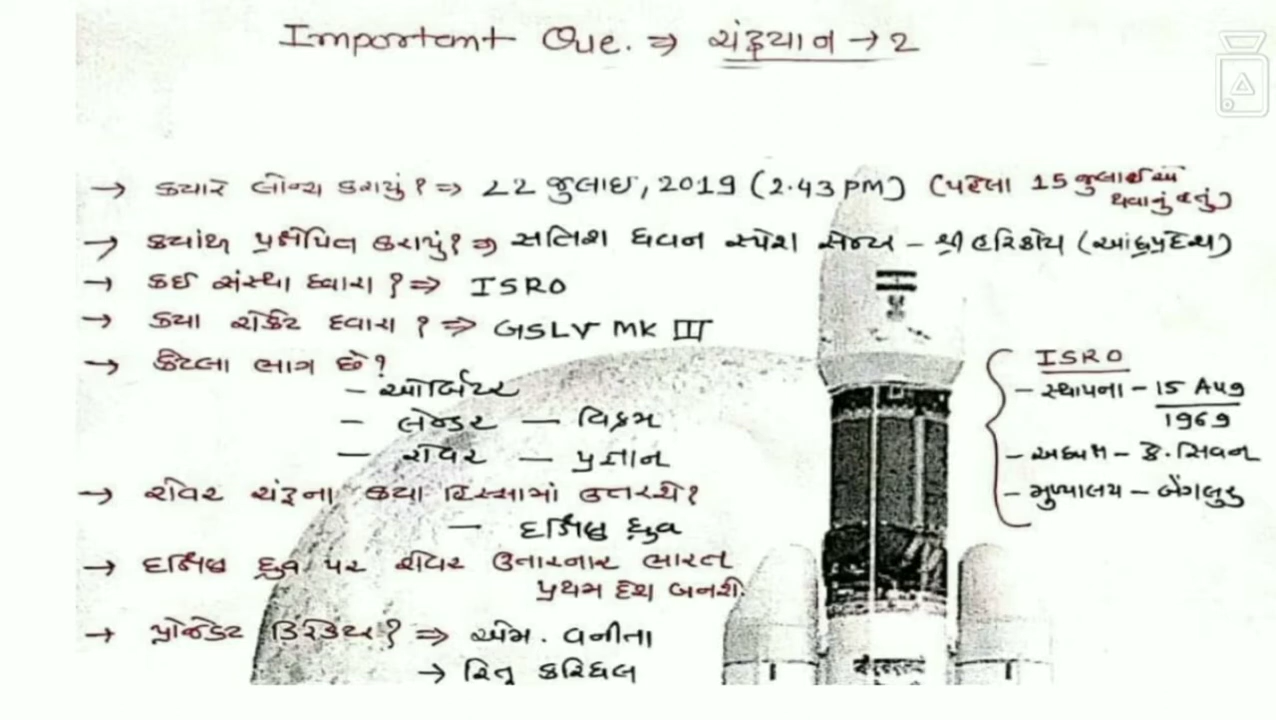 Important Que. ⇒ ચંદ્રયાન → 2
→ ક્યારે લોન્ચ કરાયું? ⇒ 22 જુલાઇ, 2019 (2.43 PM) (પહેલા 15 જુલાઈએ થવાનું હતું)
→ ક્યાંથી પ્રક્ષેપિત કરાયું? ⇒ સતિશ ધવન સ્પેશ સેન્ટર - શ્રી હરિકોટા (આંધ્રપ્રદેશ)
→ કઇ સંસ્થા દ્વારા ? ⇒ ISRO
→ ક્યા રોકેટ દ્વારા ? ⇒ GSLV MK III
→ કેટલા ભાગ છે?
- ઓર્બિટર
- લેન્ડર - વિક્રમ
- રોવર - પ્રજ્ઞાન
→ રોવર ચંદ્રના ક્યા હિસ્સામાં ઉતરશે?
- દક્ષિણ ધ્રુવ
→ દક્ષિણ ધ્રુવ પર રોવર ઉતારનાર ભારત
પ્રથમ દેશ બનશે.
→ પ્રોજેક્ટ ડિરેક્ટર? ⇒ એમ. વનીતા
→ રિતુ કરિધલ
ISRO
- સ્થાપના - 15 Aug
1969
- અધ્યક્ષ - કે. સિવન
- મુખ્યાલય - બેંગલુરુ